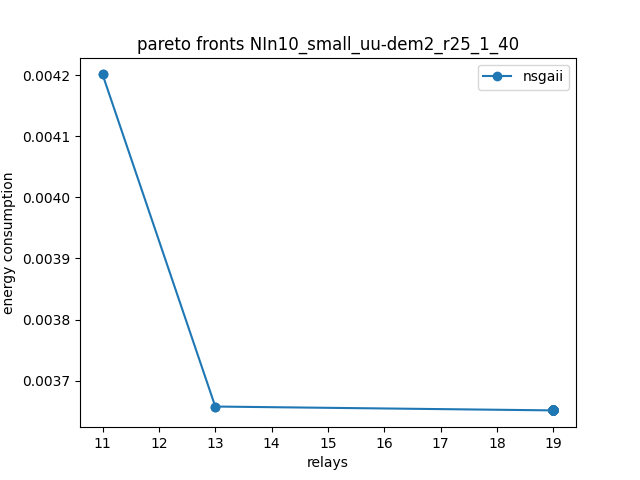 pareto fronts NIn10_small_uu-dem2_r25_1_40
nsgaii
energy consumption
0.0042
0.0041
0.0040
0.0039
0.0038
0.0037
11 12 13 14 15 16 17 18 19
relays